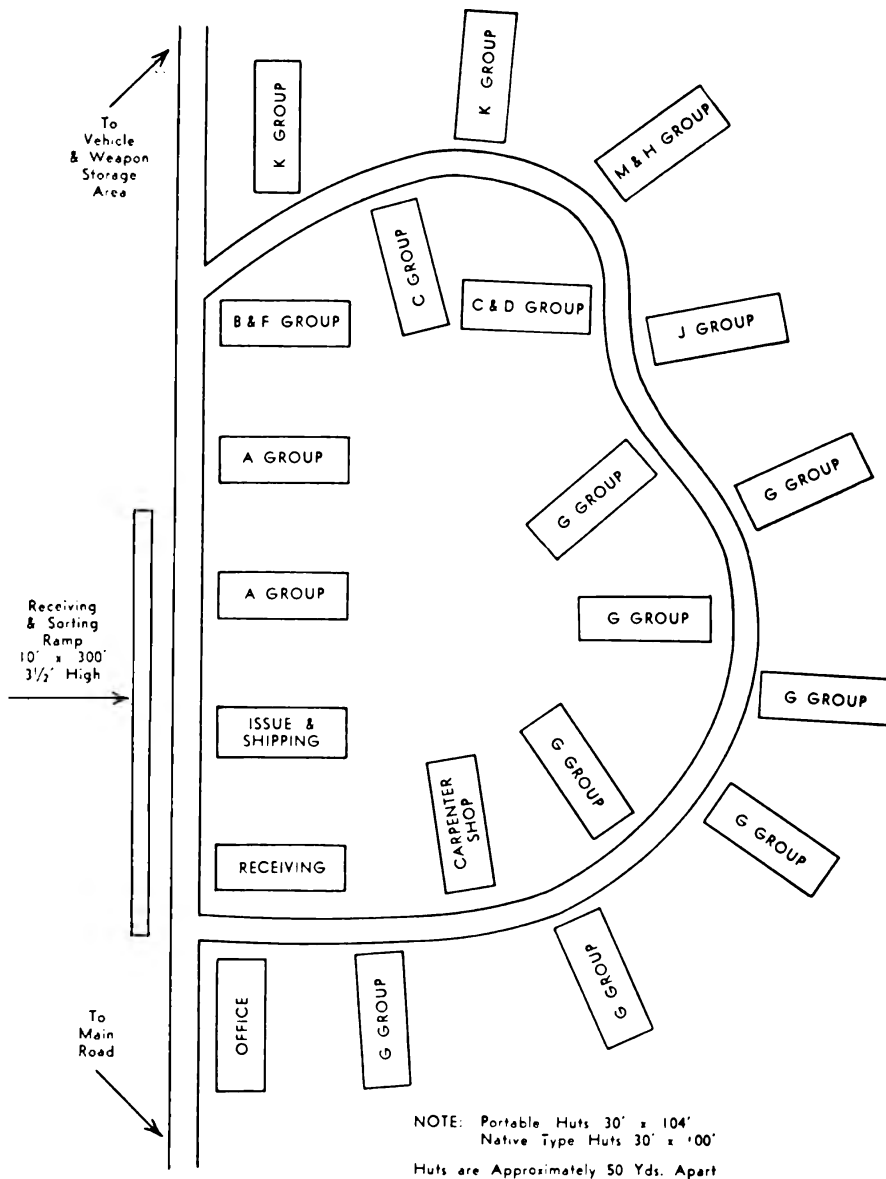 To
Vehicle
& Weapon
Storage
Area
K GROUP
K GROUP
M & H GROUP
C GROUP
C & D GROUP
B & F GROUP
J GROUP
A GROUP
G GROUP
G GROUP
A GROUP
G GROUP
Receiving
& Sorting
Ramp
10' x 300'
3½' High
G GROUP
ISSUE &
SHIPPING
G GROUP
CARPENTER
SHOP
G GROUP
RECEIVING
G GROUP
To
Main
Road
OFFICE
G GROUP
NOTE: Portable Huts 30' x 104'
Native Type Huts 30' x 100'
Huts are Approximately 50 Yds. Apart